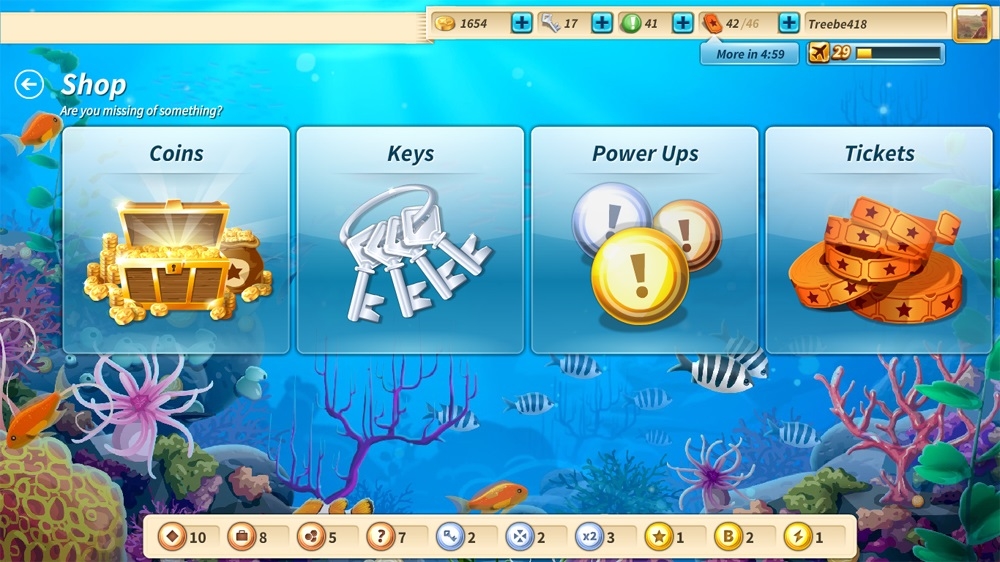 1654 17 41 42/46 Treebe418
More in 4:59 29
Shop
Are you missing of something?
Coins Keys Power Ups Tickets
10 8 5 ? 7 2 2 x2 3 1 B 2 1